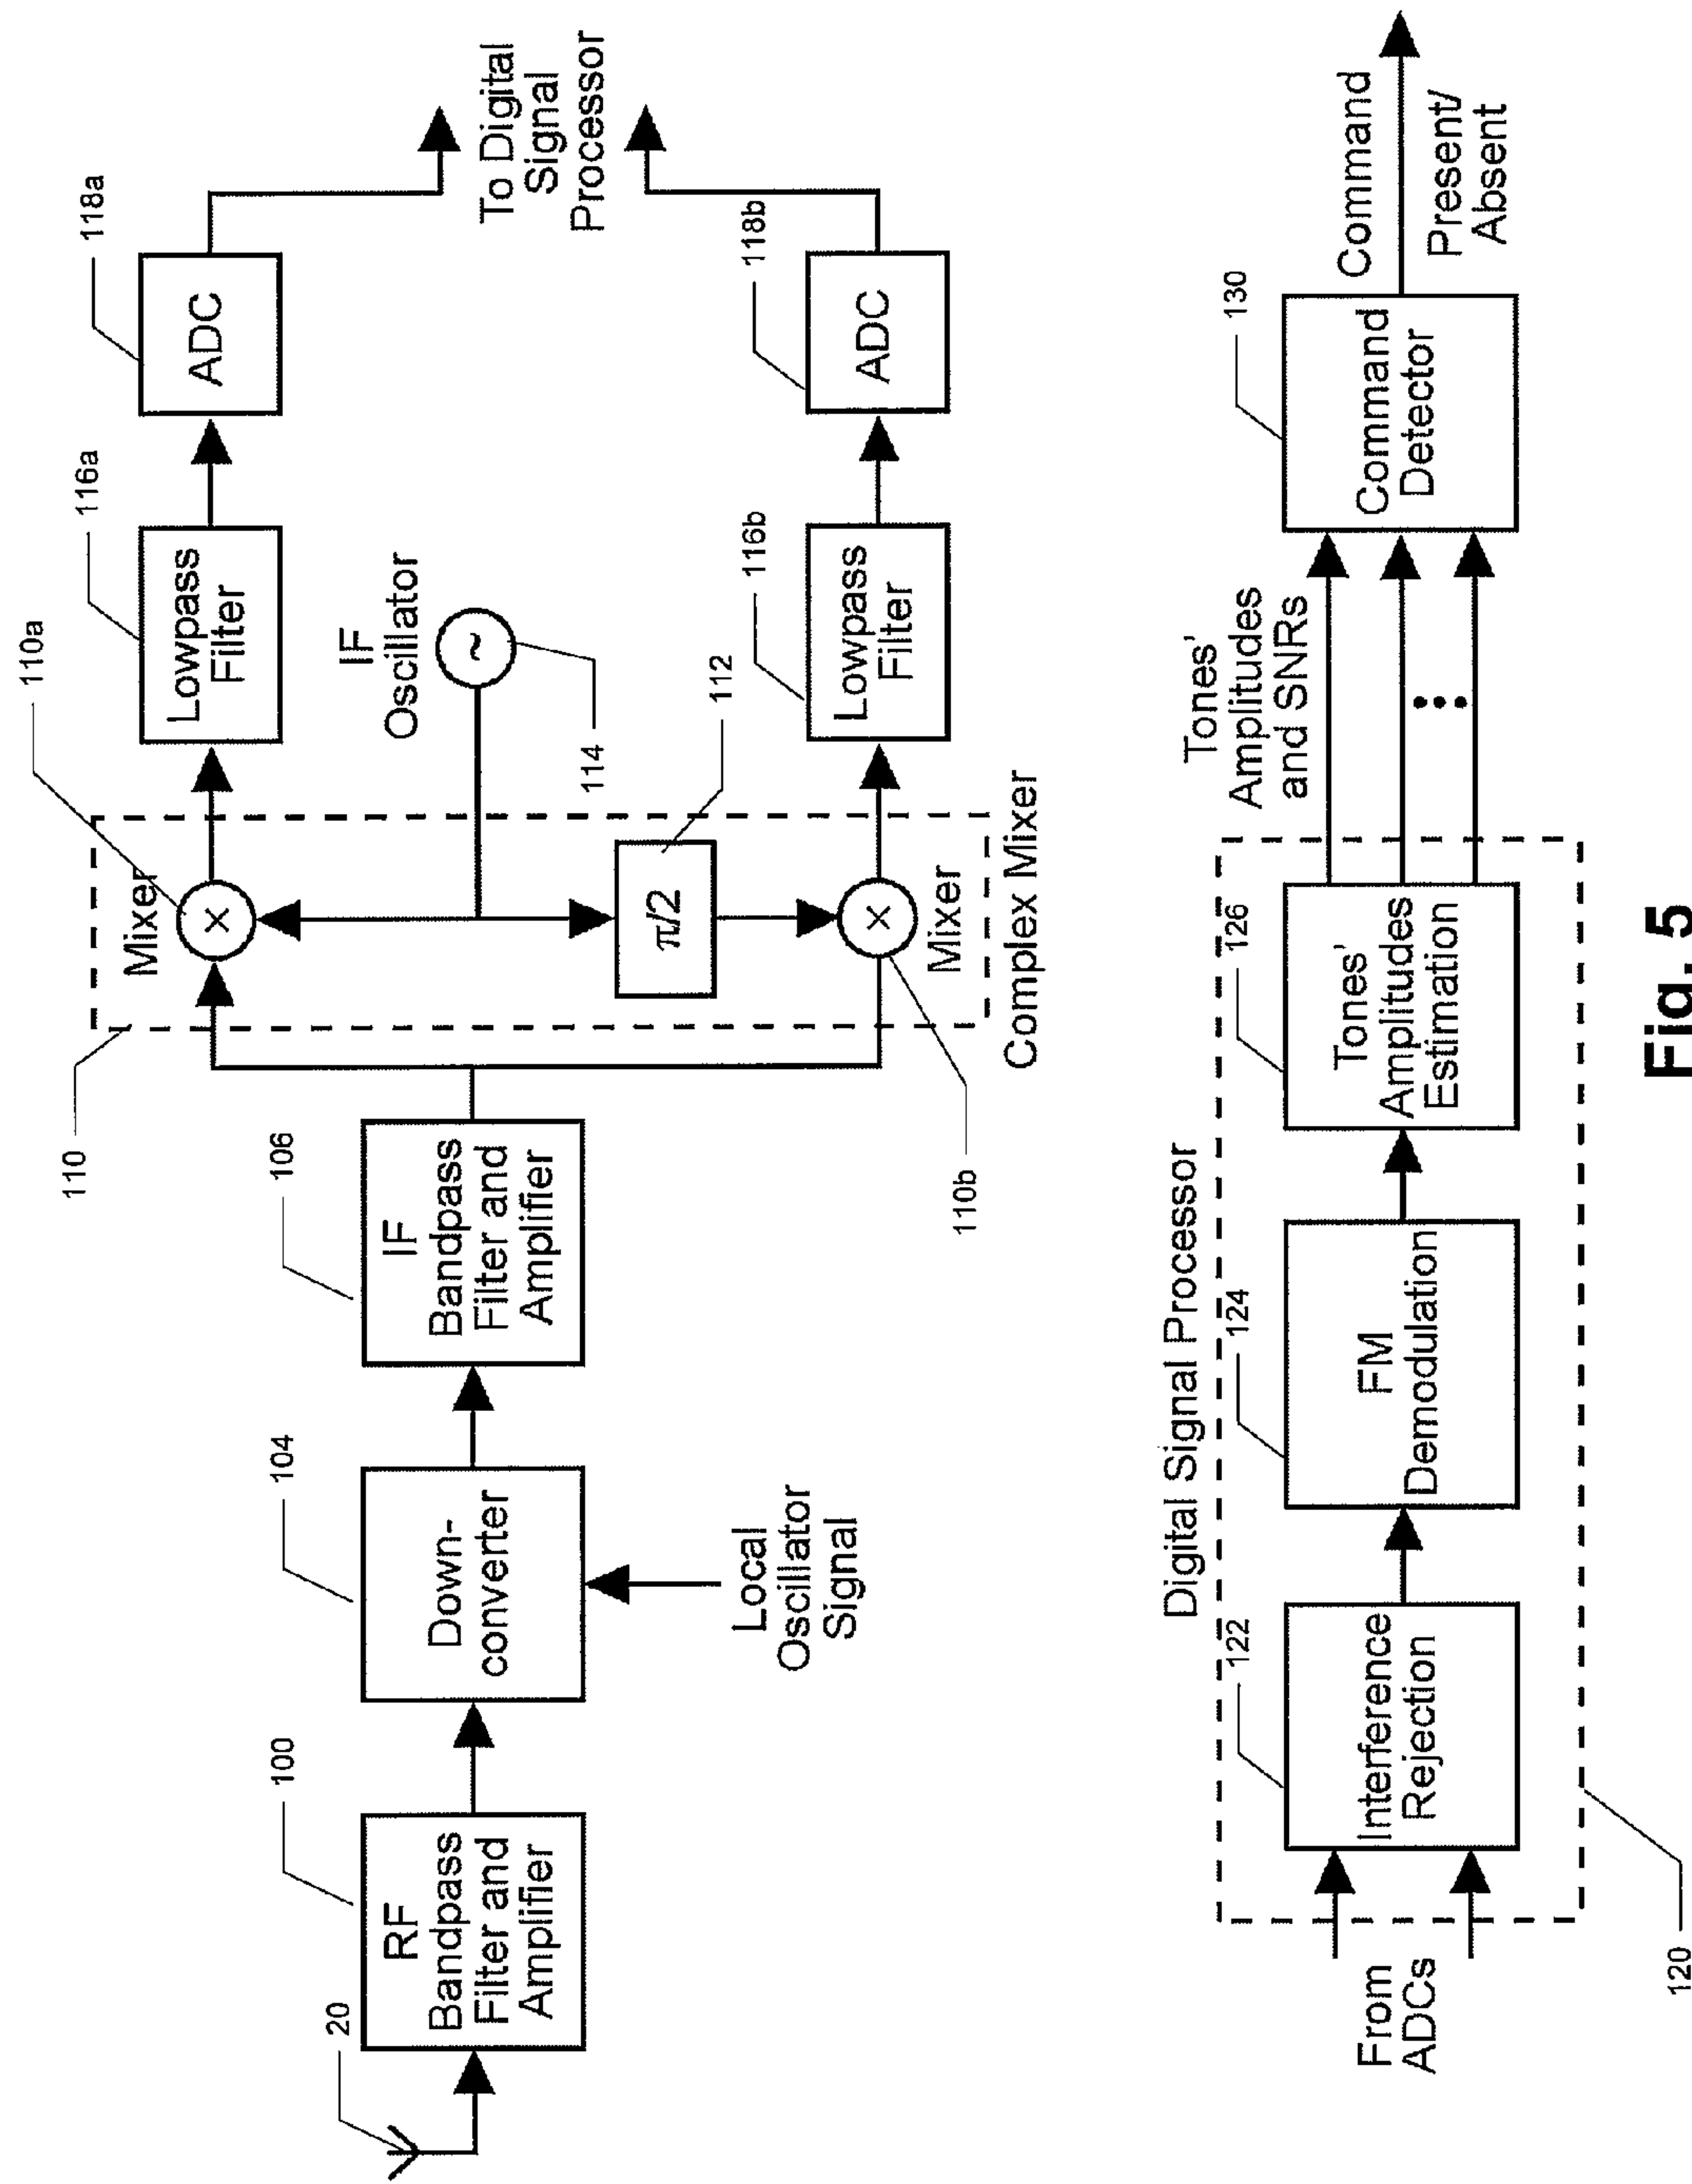 20
100
RF
Bandpass
Filter and
Amplifier
104
Down-
converter
Local
Oscillator
Signal
106
IF
Bandpass
Filter and
Amplifier
110
Mixer
110a
π/2
112
Mixer
110b
Complex Mixer
IF
Oscillator
~
114
116a
Lowpass
Filter
116b
Lowpass
Filter
118a
ADC
118b
ADC
To Digital
Signal
Processor
Digital Signal Processor
From
ADCs
120
122
Interference
Rejection
124
FM
Demodulation
126
Tones'
Amplitudes
Estimation
Tones'
Amplitudes
and SNRs
130
Command
Detector
Command
Present/
Absent
Fig. 5